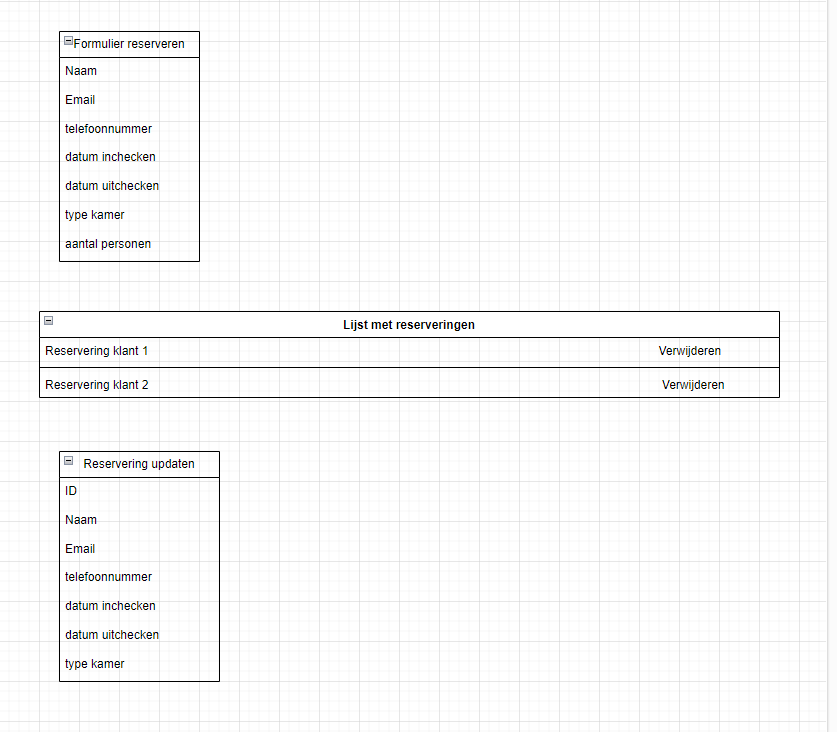 Formulier reserveren
Naam
Email
telefoonnummer
datum inchecken
datum uitchecken
type kamer
aantal personen
Lijst met reserveringen
Reservering klant 1 Verwijderen
Reservering klant 2 Verwijderen
Reservering updaten
ID
Naam
Email
telefoonnummer
datum inchecken
datum uitchecken
type kamer